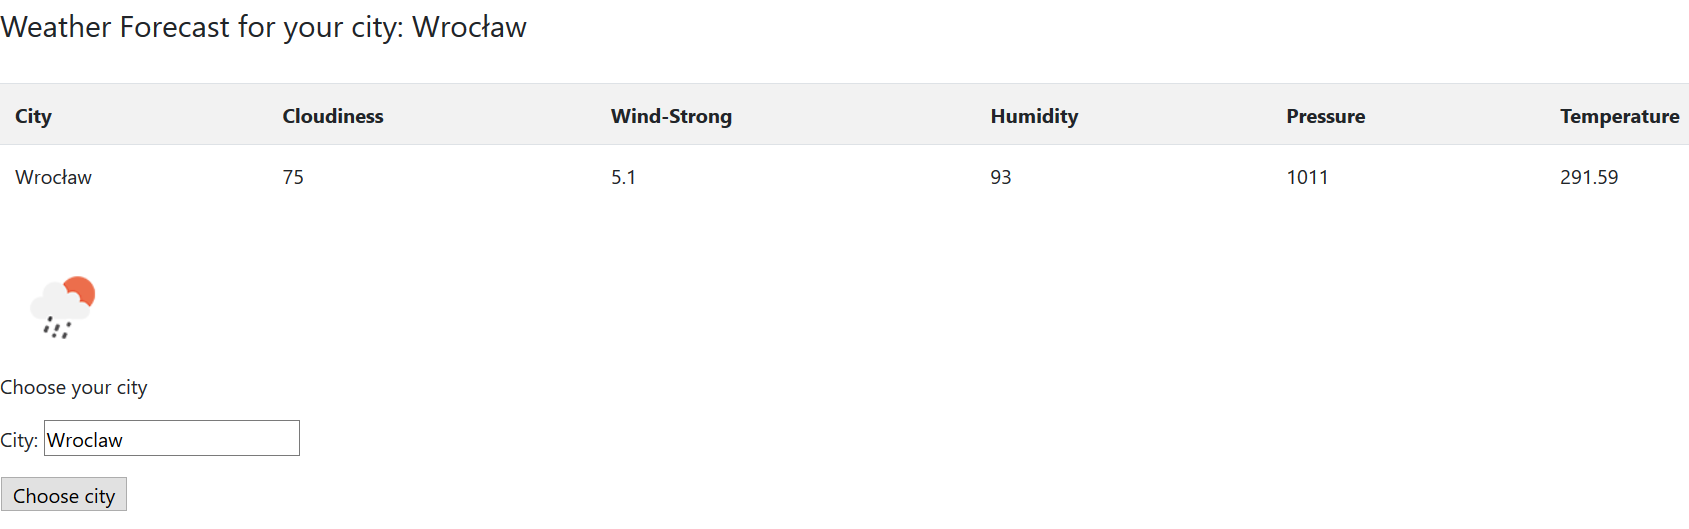 Weather Forecast for your city: Wrocław
City Cloudiness Wind-Strong Humidity Pressure Temperature
Wrocław 75 5.1 93 1011 291.59
Choose your city
City: Wroclaw
Choose city